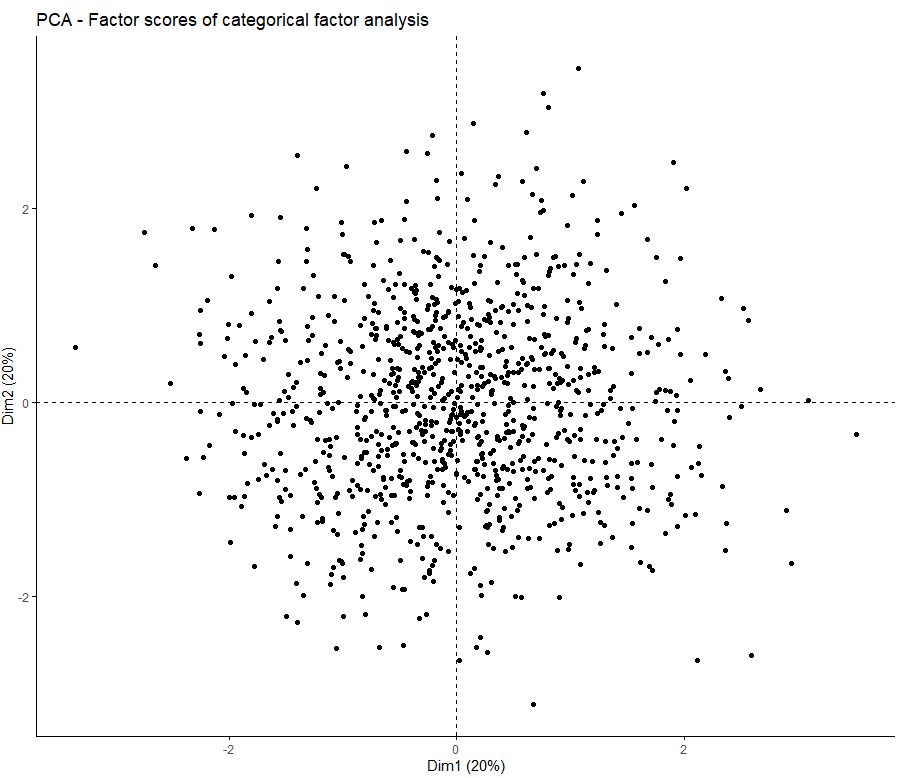 PCA - Factor scores of categorical factor analysis
2
0
-2
Dim2 (20%)
-2
0
2
Dim1 (20%)